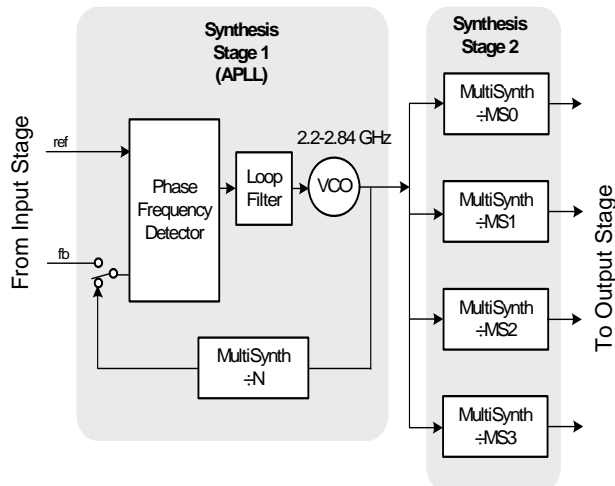 Synthesis
Stage 1
(APLL)
Synthesis
Stage 2
From Input Stage
ref
fb
Phase
Frequency
Detector
Loop
Filter
2.2-2.84 GHz
VCO
MultiSynth
÷N
MultiSynth
÷MS0
MultiSynth
÷MS1
MultiSynth
÷MS2
MultiSynth
÷MS3
To Output Stage